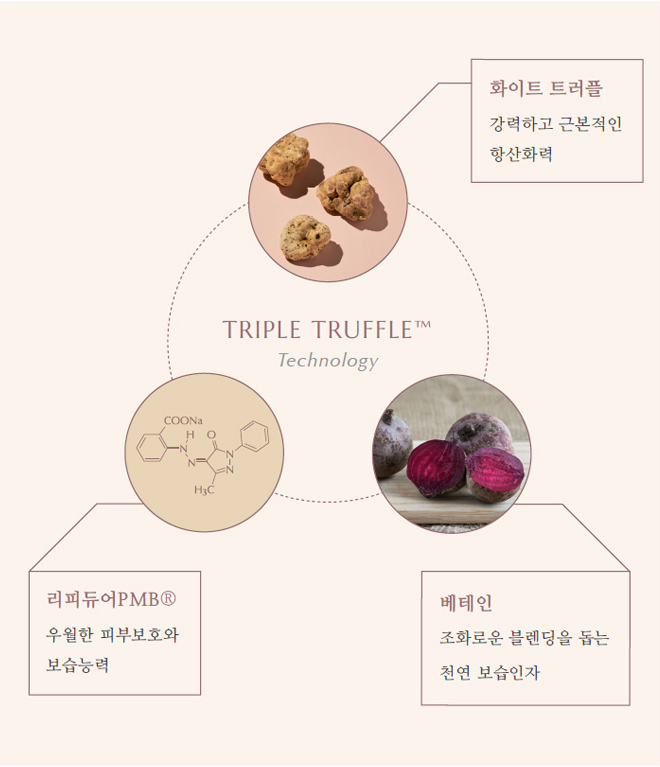 화이트 트러플
강력하고 근본적인
항산화력
TRIPLE TRUFFLE™
Technology
COONa
H
O
N
N
N
N
H₃C
리피듀어PMB®
우월한 피부보호와
보습능력
베테인
조화로운 블렌딩을 돕는
천연 보습인자